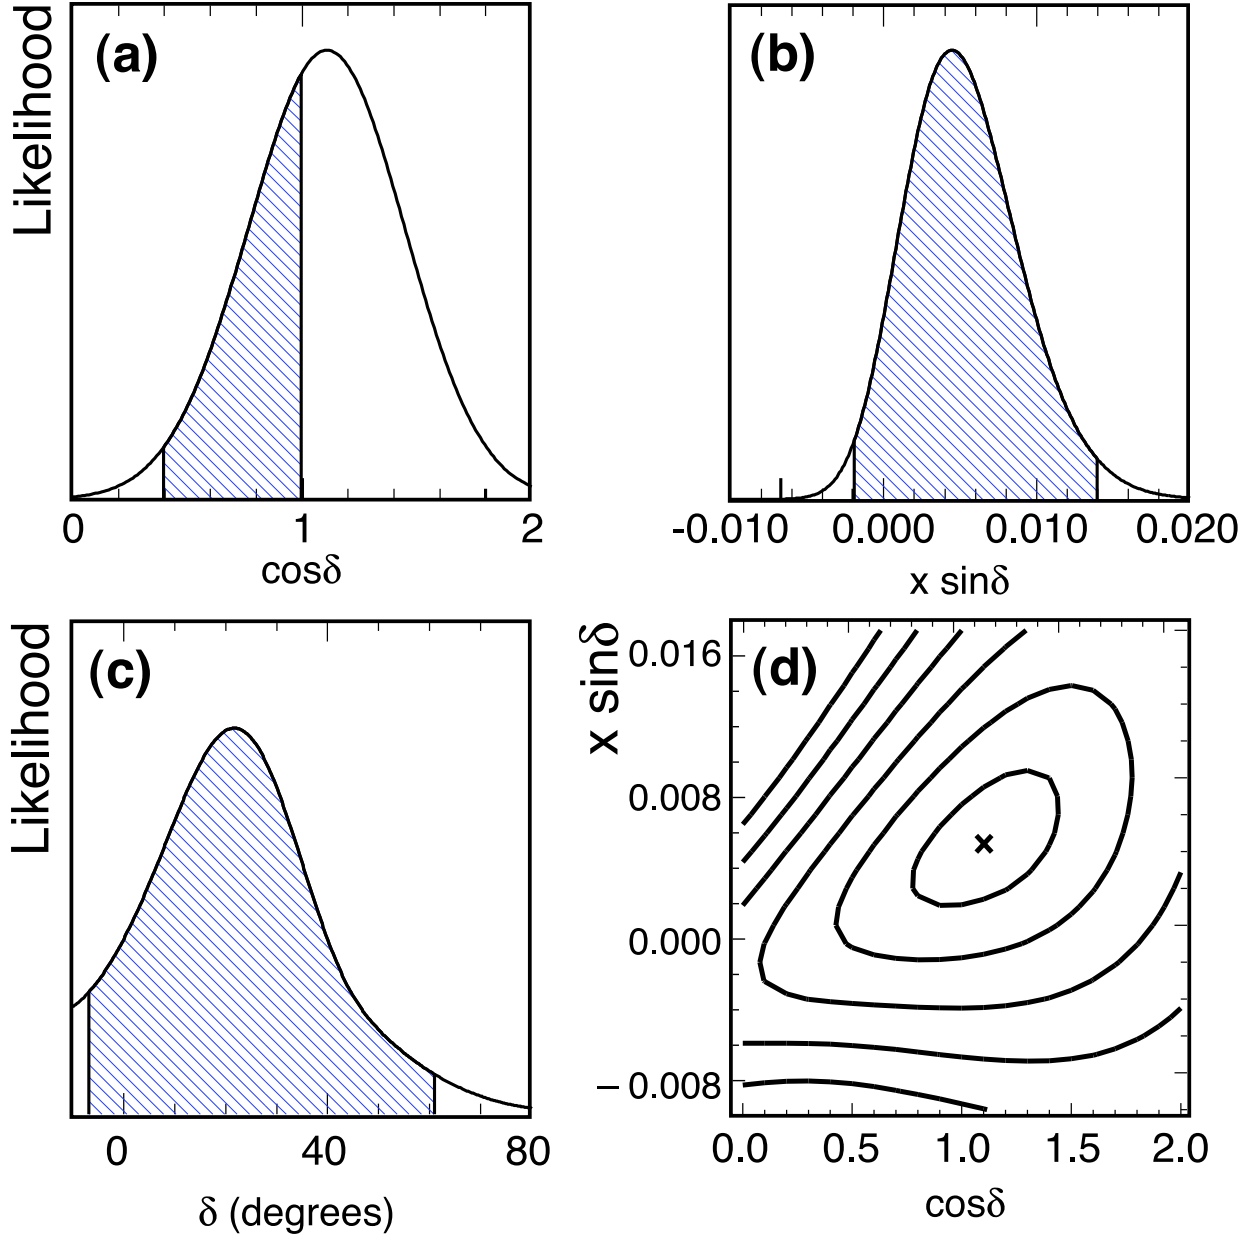 (a)
Likelihood
0 1 2
cosδ
(b)
-0.010 0.000 0.010 0.020
x sinδ
(c)
Likelihood
0 40 80
δ (degrees)
(d)
x sinδ
0.016
0.008
0.000
−0.008
0.0 0.5 1.0 1.5 2.0
cosδ